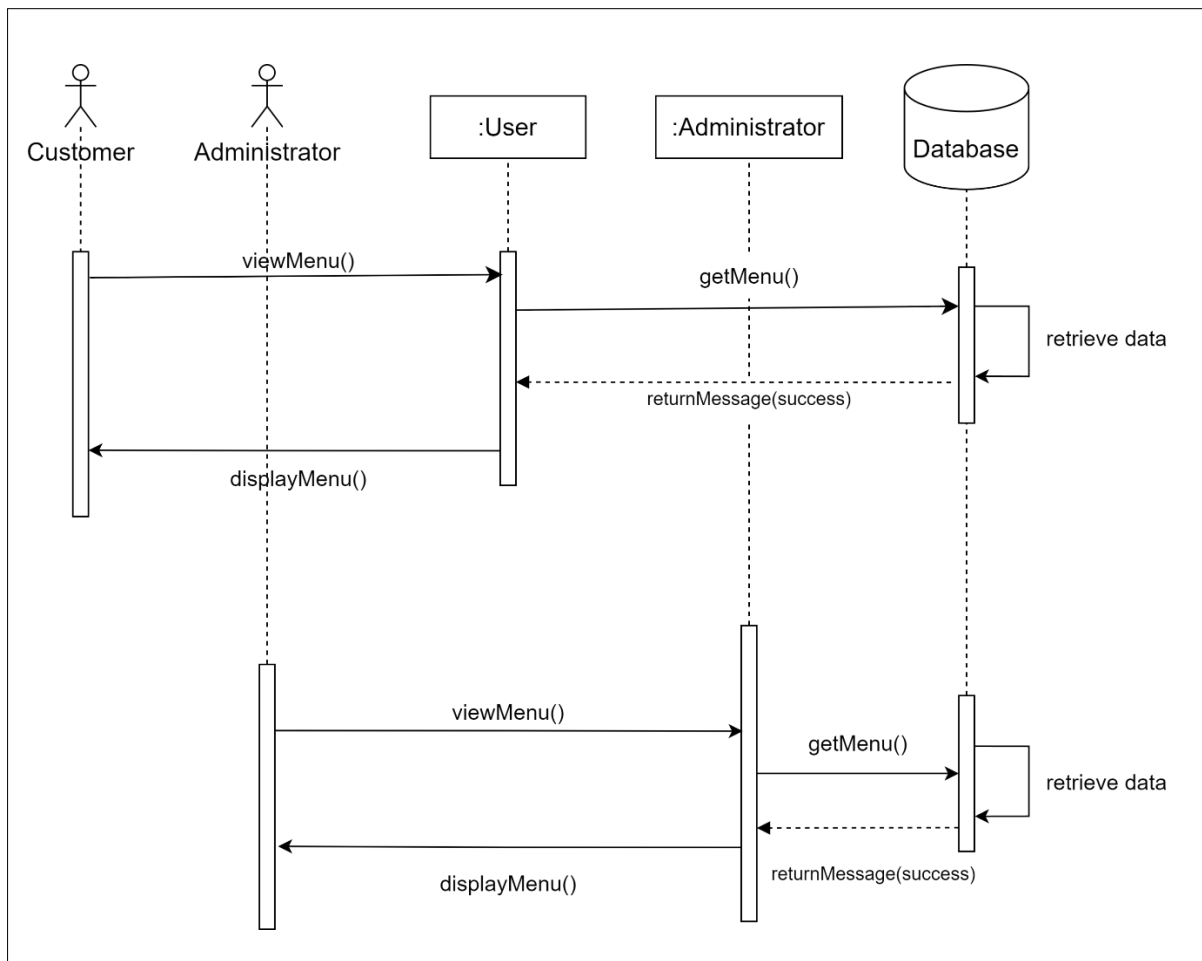 Customer
Administrator
:User
:Administrator
Database
viewMenu()
getMenu()
retrieve data
returnMessage(success)
displayMenu()
viewMenu()
getMenu()
retrieve data
returnMessage(success)
displayMenu()